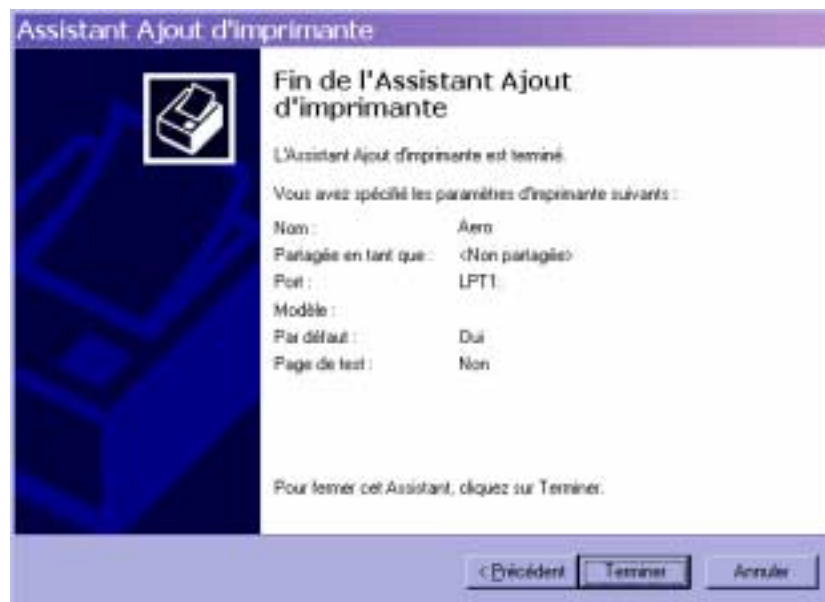 Assistant Ajout d'imprimante
Fin de l'Assistant Ajout
d'imprimante
L'Assistant Ajout d'imprimante est terminé.
Vous avez spécifié les paramètres d'imprimante suivants :
Nom : Aero
Partagée en tant que : <Non partagée>
Port : LPT1:
Modèle :
Par défaut : Oui
Page de test : Non
Pour fermer cet Assistant, cliquez sur Terminer.
< Précédent Terminer Annuler